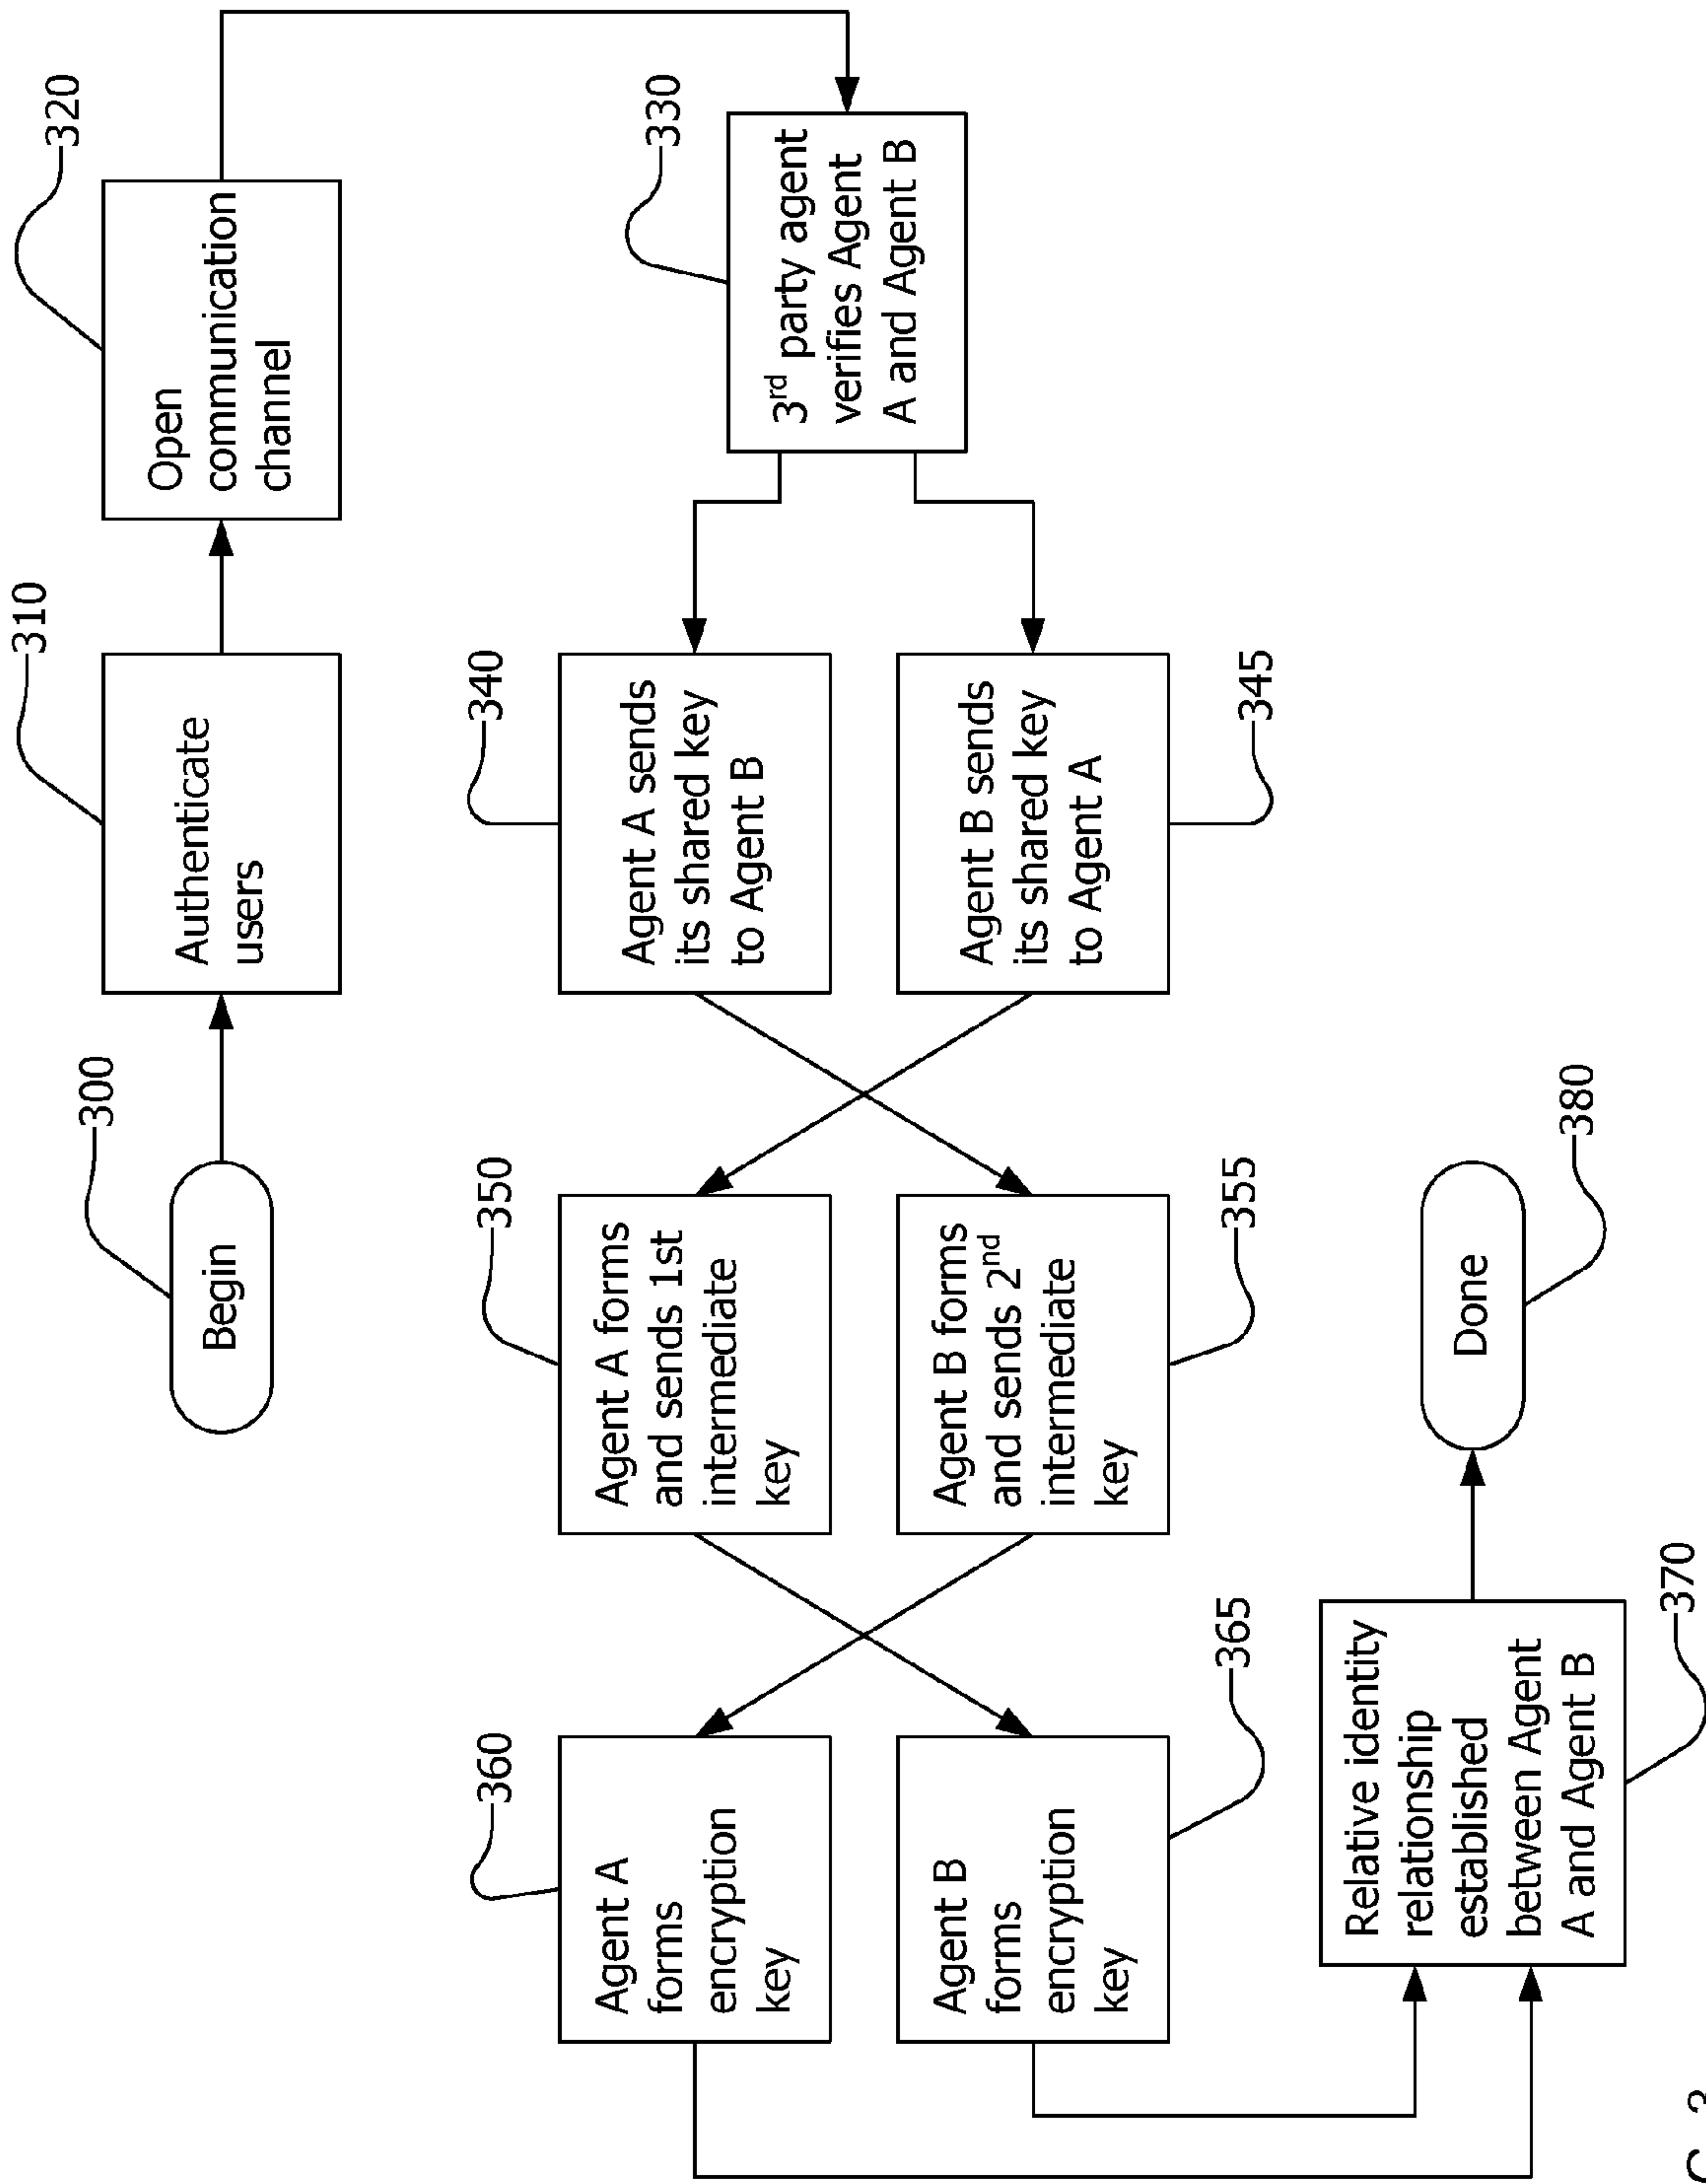 300
Begin
310
Authenticate
users
320
Open
communication
channel
330
3rd party agent
verifies Agent
A and Agent B
340
Agent A sends
its shared key
to Agent B
345
Agent B sends
its shared key
to Agent A
350
Agent A forms
and sends 1st
intermediate
key
355
Agent B forms
and sends 2nd
intermediate
key
360
Agent A
forms
encryption
key
365
Agent B
forms
encryption
key
370
Relative identity
relationship
established
between Agent
A and Agent B
380
Done